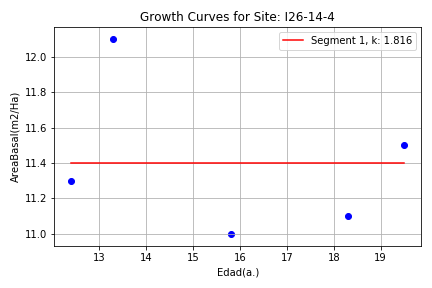 Growth Curves for Site: I26-14-4
Segment 1, k: 1.816
AreaBasal(m2/Ha)
12.0
11.8
11.6
11.4
11.2
11.0
13 14 15 16 17 18 19
Edad(a.)